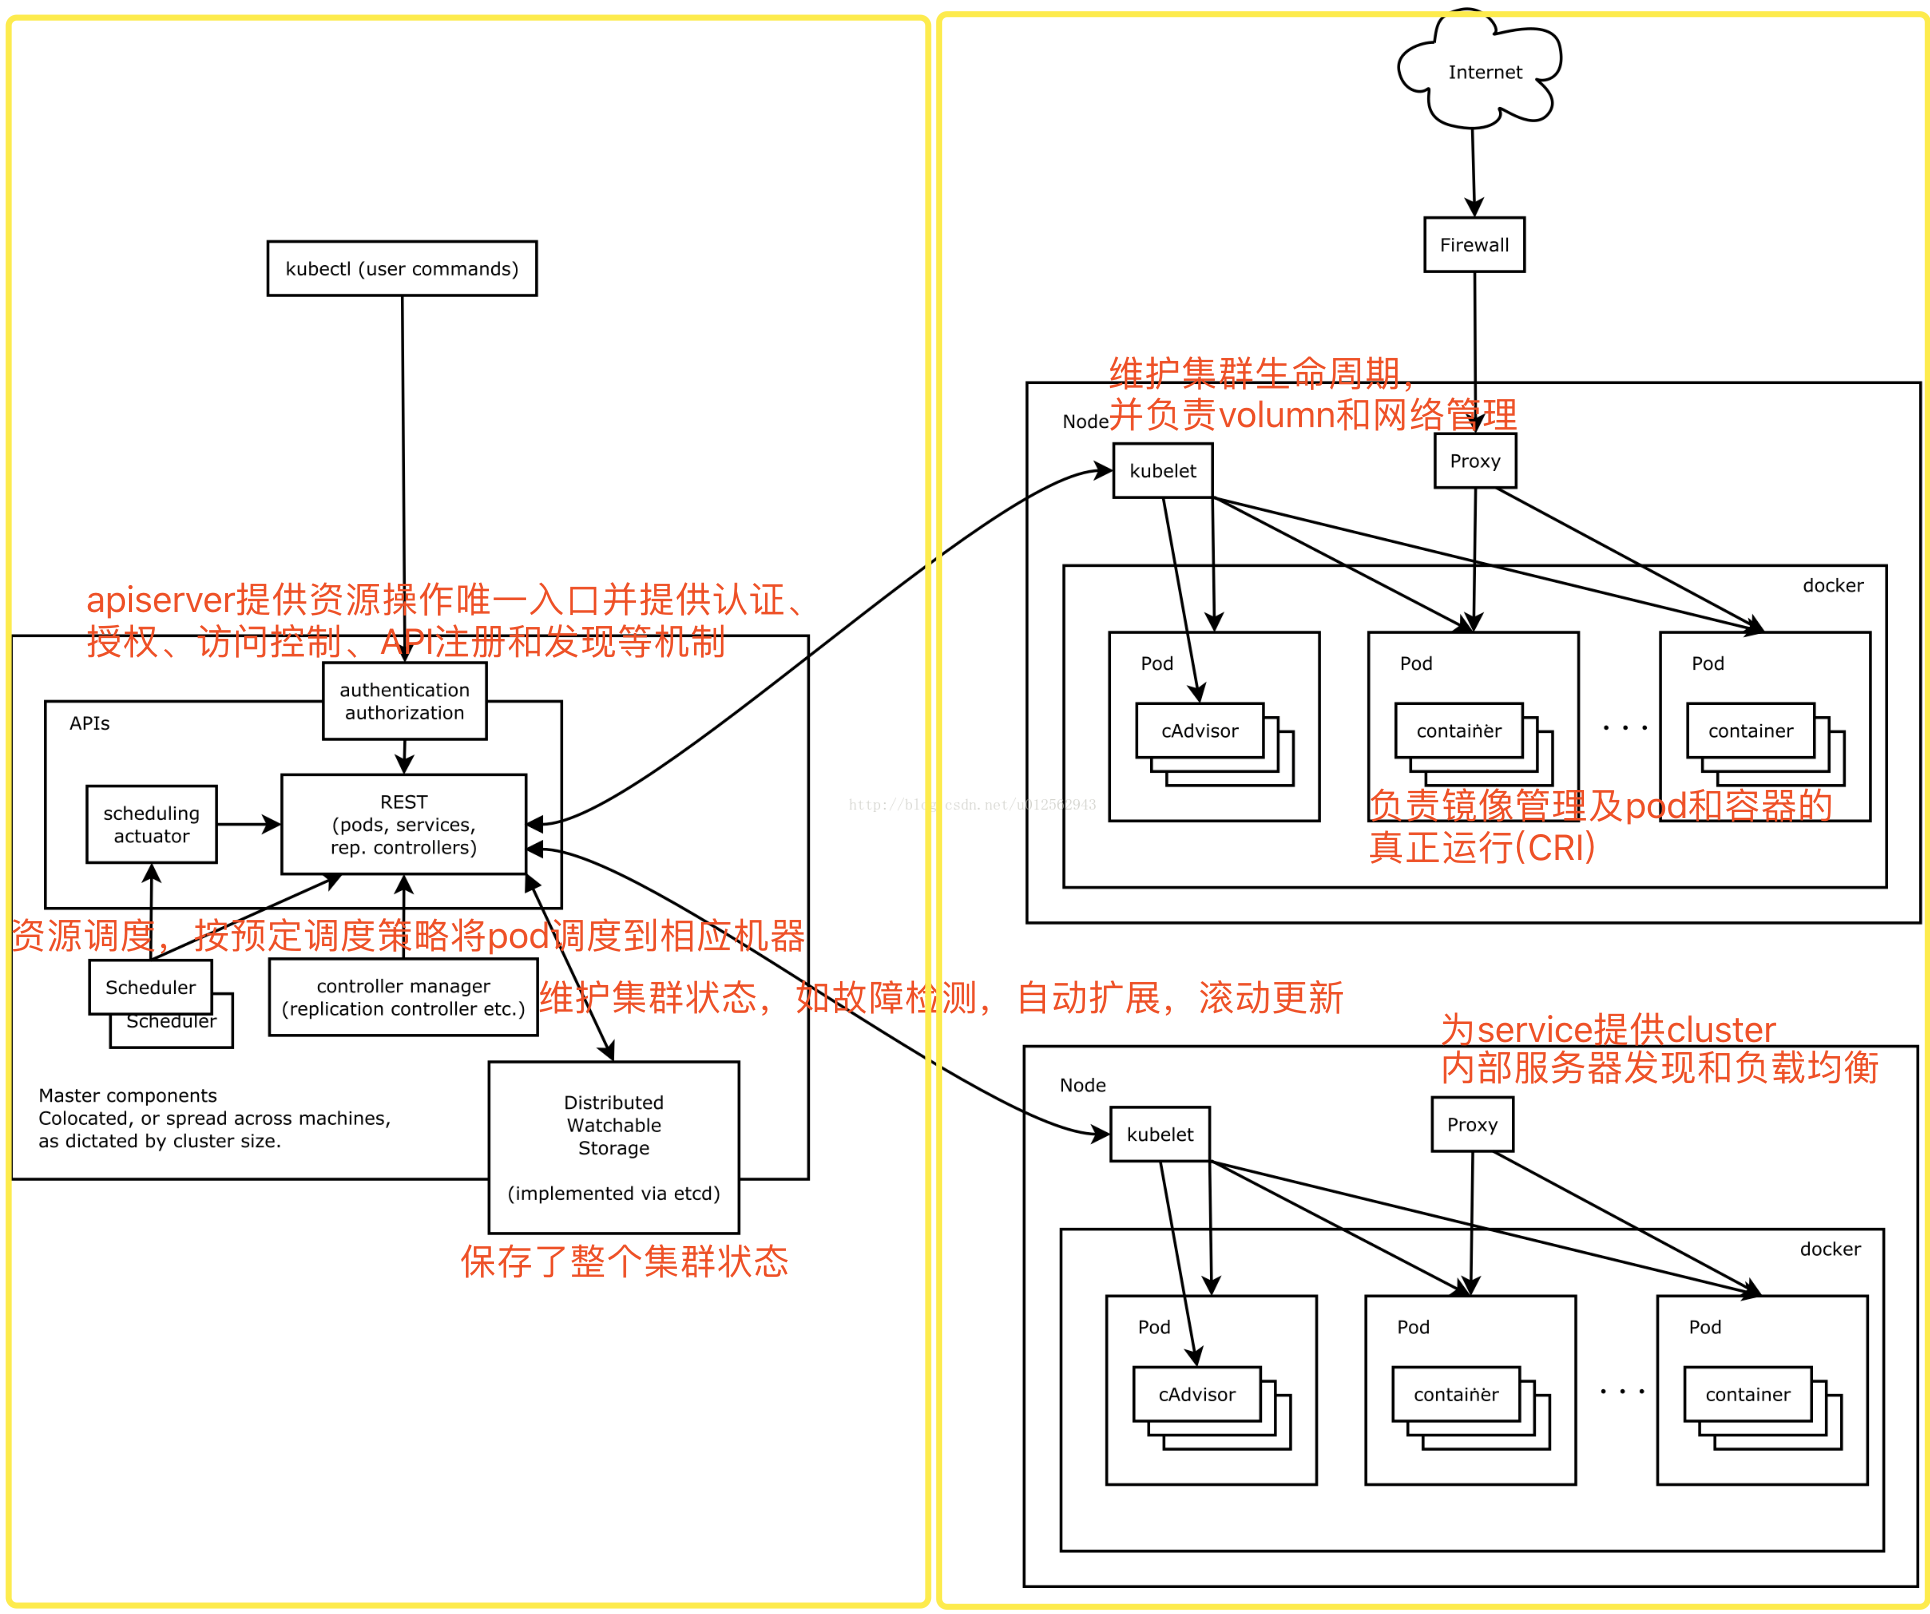 kubectl (user commands)
apiserver提供资源操作唯一入口并提供认证、
授权、访问控制、API注册和发现等机制
authentication
authorization
APIs
scheduling
actuator
REST
(pods, services,
rep. controllers)
资源调度，按预定调度策略将pod调度到相应机器
Scheduler
Scheduler
controller manager
(replication controller etc.)
维护集群状态，如故障检测，自动扩展，滚动更新
Master components
Colocated, or spread across machines,
as dictated by cluster size.
Distributed
Watchable
Storage
(implemented via etcd)
保存了整个集群状态
http://blog.csdn.net/u012562943
Internet
Firewall
维护集群生命周期，
并负责volumn和网络管理
Node
kubelet
Proxy
docker
Pod
cAdvisor
Pod
container
. . .
Pod
container
负责镜像管理及pod和容器的
真正运行(CRI)
为service提供cluster
内部服务器发现和负载均衡
Node
kubelet
Proxy
docker
Pod
cAdvisor
Pod
container
. . .
Pod
container